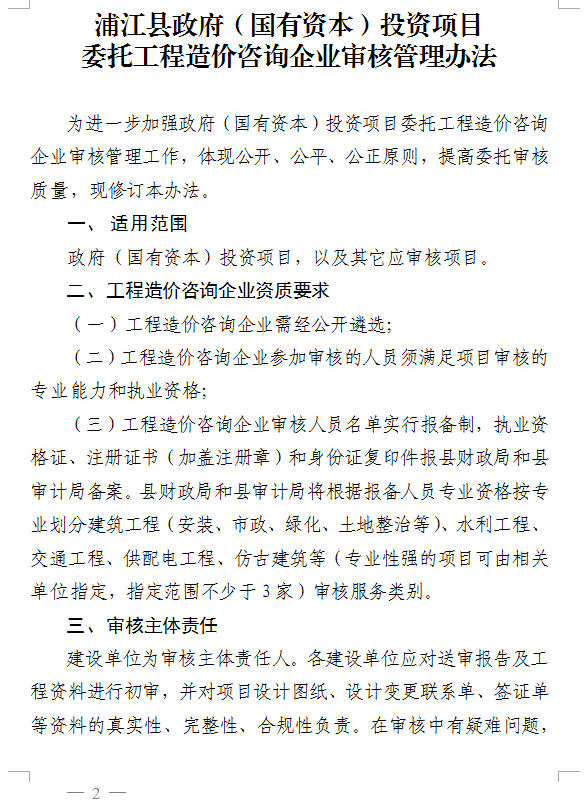 浦江县政府（国有资本）投资项目
委托工程造价咨询企业审核管理办法
为进一步加强政府（国有资本）投资项目委托工程造价咨询
企业审核管理工作，体现公开、公平、公正原则，提高委托审核
质量，现修订本办法。
一、 适用范围
政府（国有资本）投资项目，以及其它应审核项目。
二、工程造价咨询企业资质要求
（一）工程造价咨询企业需经公开遴选；
（二）工程造价咨询企业参加审核的人员须满足项目审核的
专业能力和执业资格；
（三）工程造价咨询企业审核人员名单实行报备制，执业资
格证、注册证书（加盖注册章）和身份证复印件报县财政局和县
审计局备案。县财政局和县审计局将根据报备人员专业资格按专
业划分建筑工程（安装、市政、绿化、土地整治等）、水利工程、
交通工程、供配电工程、仿古建筑等（专业性强的项目可由相关
单位指定，指定范围不少于 3 家）审核服务类别。
三、审核主体责任
建设单位为审核主体责任人。各建设单位应对送审报告及工
程资料进行初审，并对项目设计图纸、设计变更联系单、签证单
等资料的真实性、完整性、合规性负责。在审核中有疑难问题，
— 2 —